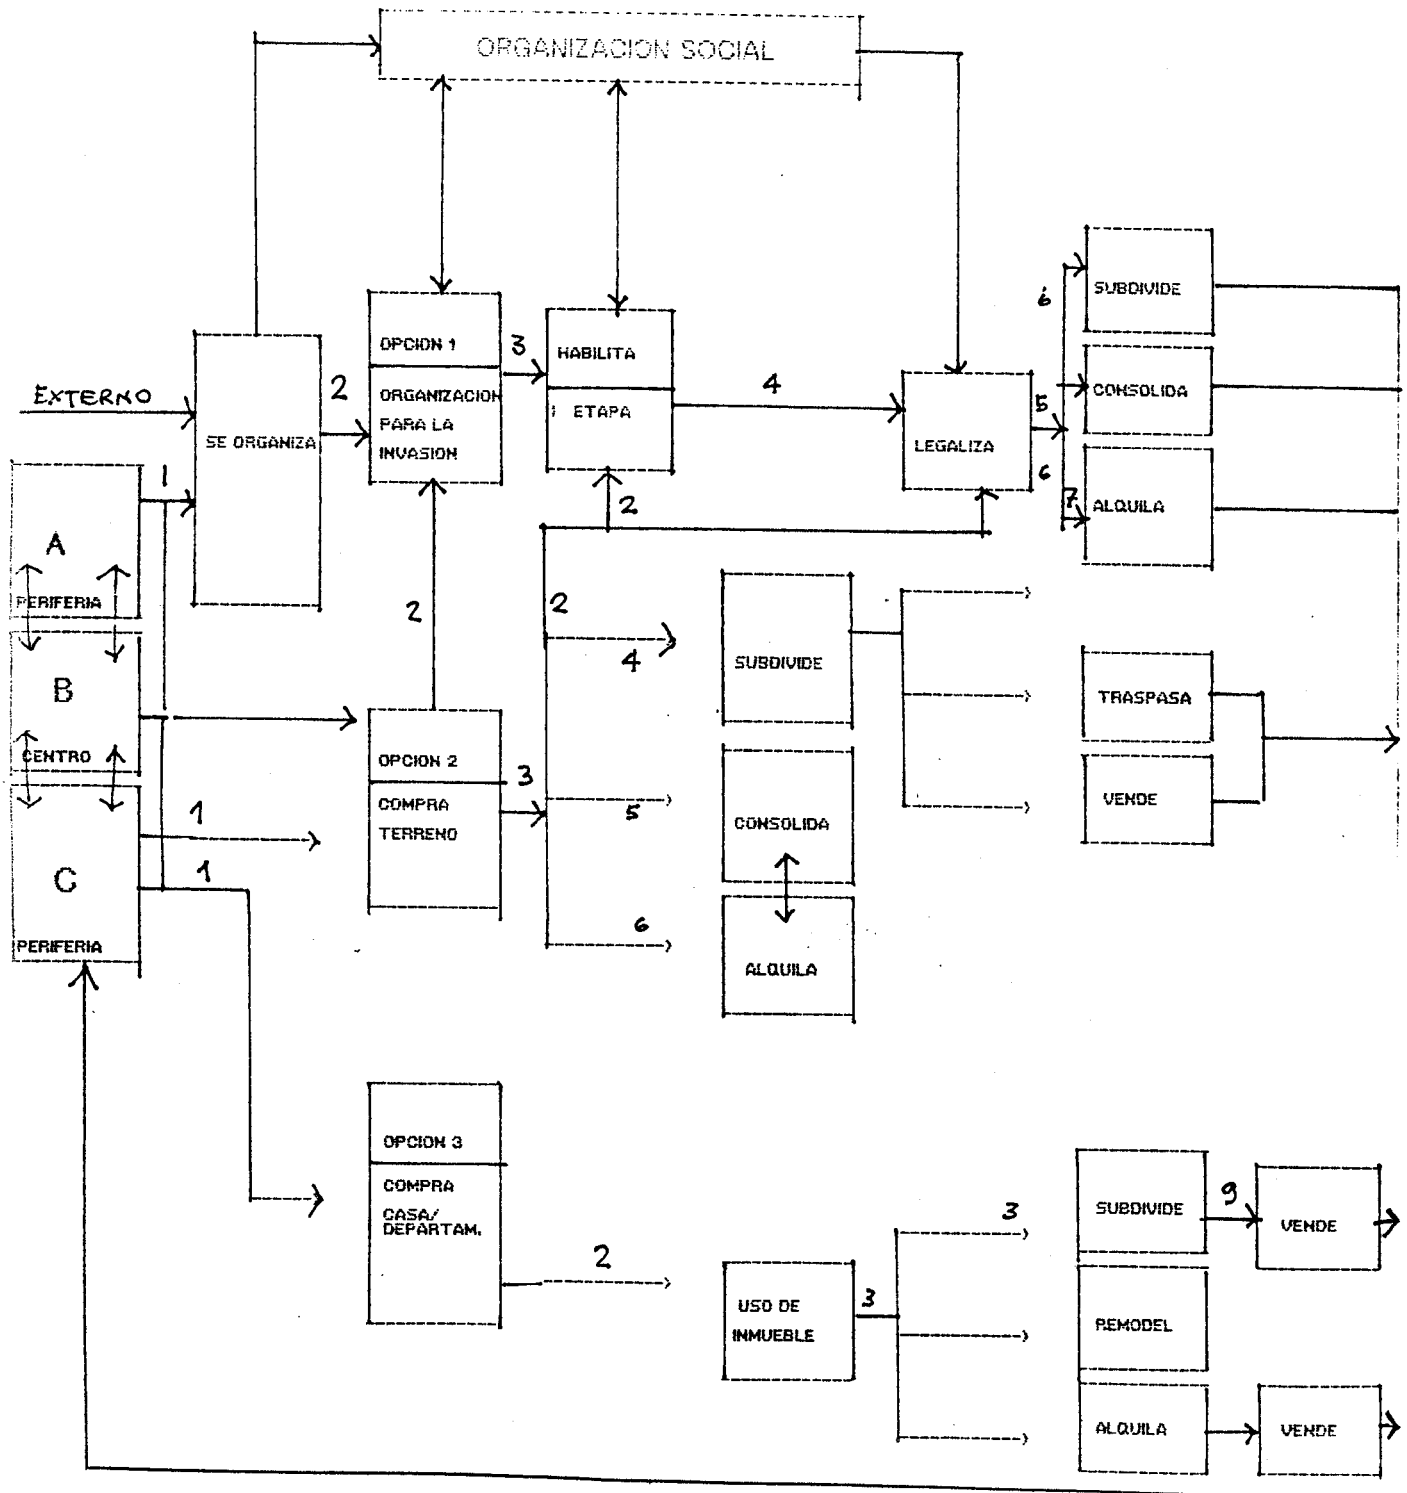 ORGANIZACION SOCIAL
EXTERNO
SE ORGANIZA
2
OPCION 1
ORGANIZACION
PARA LA
INVASION
3
HABILITA
1 ETAPA
4
LEGALIZA
5
6
6
7
SUBDIVIDE
CONSOLIDA
ALQUILA
1
A
PERIFERIA
B
CENTRO
C
PERIFERIA
1
1
2
2
2
OPCION 2
COMPRA
TERRENO
3
4
5
6
SUBDIVIDE
CONSOLIDA
ALQUILA
TRASPASA
VENDE
OPCION 3
COMPRA
CASA/
DEPARTAM.
2
USO DE
INMUEBLE
3
3
SUBDIVIDE
9
VENDE
REMODEL
ALQUILA
VENDE